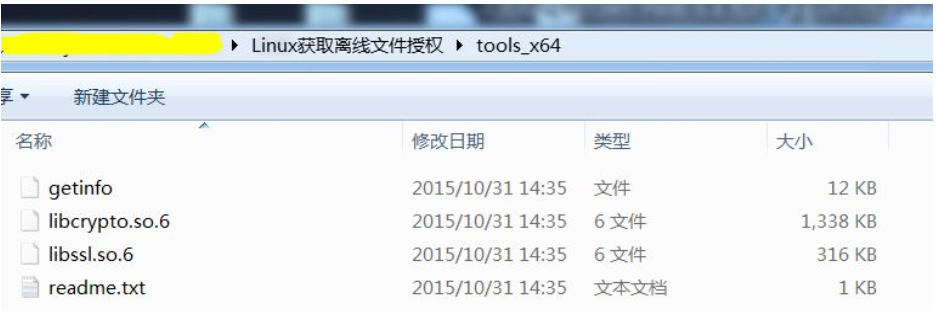 Linux获取离线文件授权 ▸ tools_x64
享 新建文件夹
名称 修改日期 类型 大小
getinfo 2015/10/31 14:35 文件 12 KB
libcrypto.so.6 2015/10/31 14:35 6 文件 1,338 KB
libssl.so.6 2015/10/31 14:35 6 文件 316 KB
readme.txt 2015/10/31 14:35 文本文档 1 KB